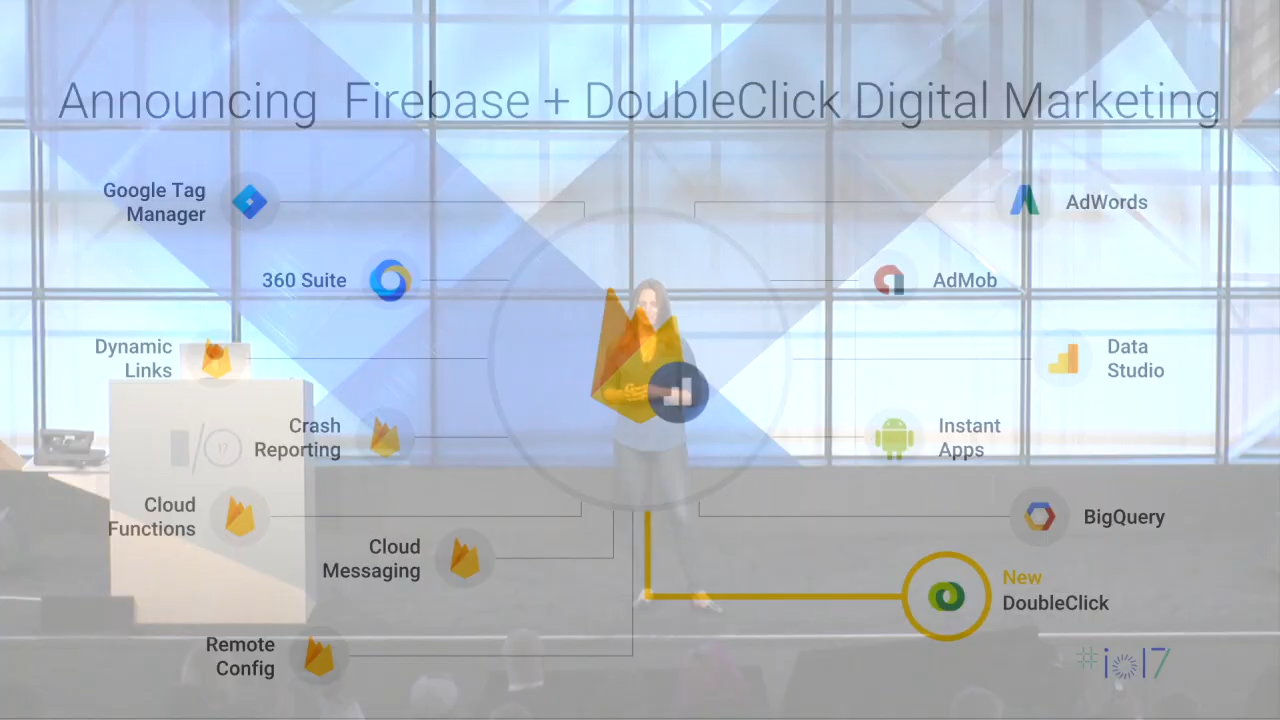 Announcing Firebase + DoubleClick Digital Marketing
Google Tag
Manager
AdWords
360 Suite
AdMob
Dynamic
Links
Data
Studio
Crash
Reporting
Instant
Apps
I/O 17
Cloud
Functions
BigQuery
Cloud
Messaging
New
DoubleClick
Remote
Config
#io17